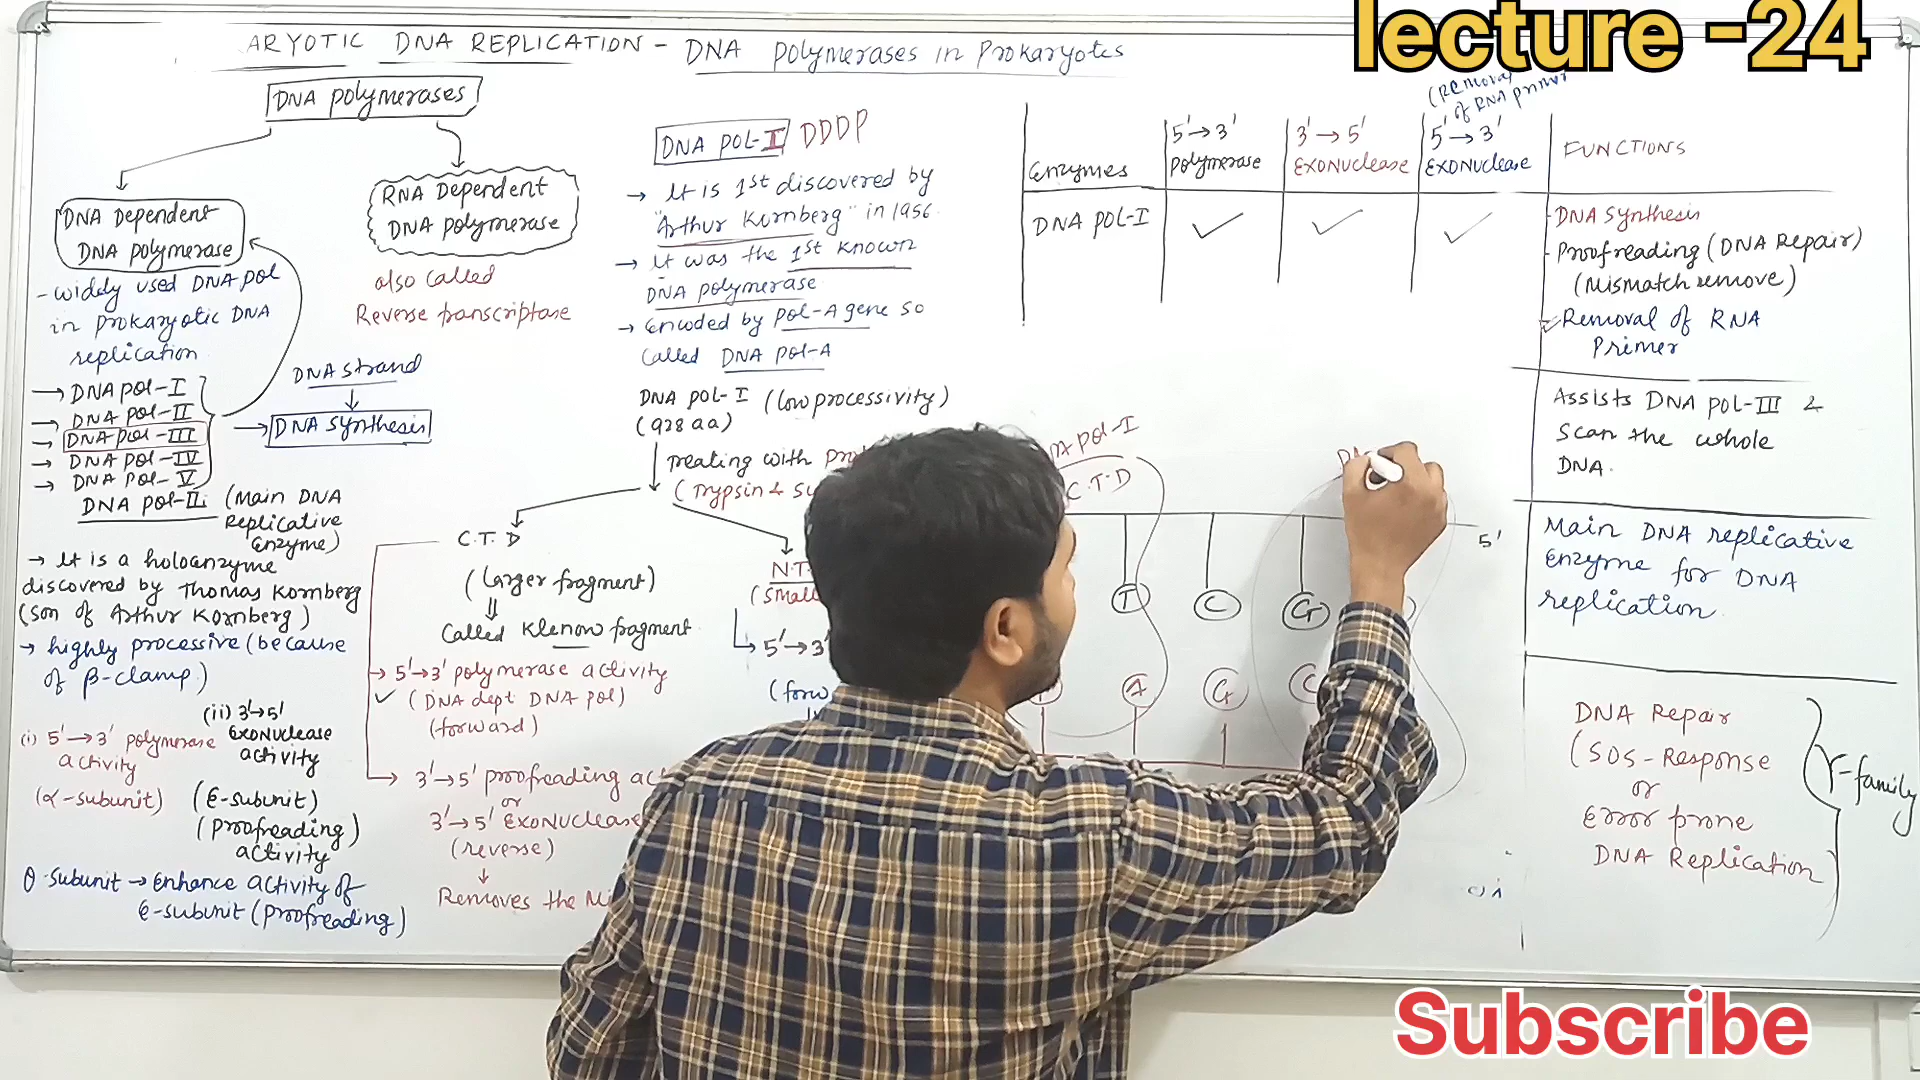 lecture -24
ARYOTIC DNA REPLICATION - DNA Polymerases in Prokaryotes
DNA Polymerases
DNA Dependent
DNA polymerase
RNA Dependent
DNA polymerase
also called
Reverse transcriptase
- widely used DNA pol
in prokaryotic DNA
replication
→ DNA pol-I
→ DNA pol-II
→ DNA pol-III
→ DNA pol-IV
→ DNA pol-V
DNA strand
↓
→ DNA synthesis
DNA pol-III (Main DNA
Replicative
Enzyme)
→ It is a holoenzyme
discovered by Thomas Kornberg
(son of Arthur Kornberg)
→ highly processive (because
of β-clamp)
(i) 5'→3' polymerase
activity
(α-subunit)
(ii) 3'→5'
Exonuclease
activity
(ε-subunit)
(Proofreading)
activity
θ-subunit → Enhance activity of
ε-subunit (proofreading)
DNA pol-I DDDP
→ It is 1st discovered by
"Arthur Kornberg" in 1956.
→ It was the 1st known
DNA polymerase
→ Encoded by pol-A gene so
called DNA pol-A
DNA pol-I (low processivity)
(928 aa)
Treating with
(Trypsin &
C.T.D
(larger fragment)
⇓
Called Klenow fragment
→ 5'→3' polymerase activity
✓ (DNA dept DNA pol)
(forward)
→ 3'→5' proofreading
or
3'→5' Exonuclease
(reverse)
↓
Removes the
N.T.
(small
5'→3'
Enzymes
5'→3'
Polymerase
3'→5'
Exonuclease
(Removal
of RNA primer
5'→3'
Exonuclease
FUNCTIONS
DNA pol-I ✓ ✓ ✓
- DNA synthesis
- Proofreading (DNA Repair)
(Mismatch remove)
- Removal of RNA
Primer
Assists DNA pol-III &
scan the whole
DNA.
Main DNA replicative
Enzyme for DNA
replication.
DNA Repair
(SOS - Response
or
Error prone
DNA Replication
Y-family
pol-I
C.T.D
5'
T C G
A G C
Subscribe